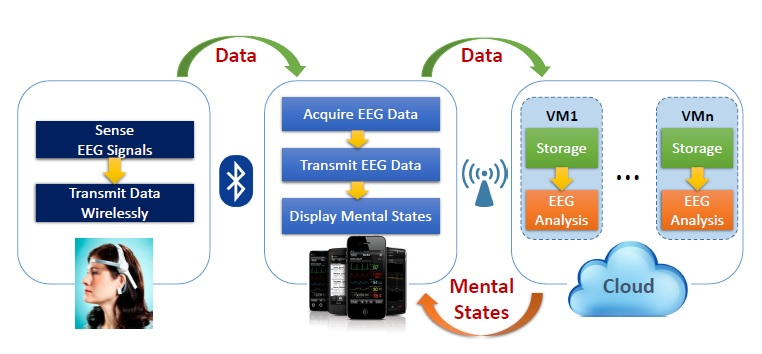 Data
Data
Sense
EEG Signals
Transmit Data
Wirelessly
Acquire EEG Data
Transmit EEG Data
Display Mental States
VM1
Storage
EEG
Analysis
...
VMn
Storage
EEG
Analysis
Cloud
Mental
States